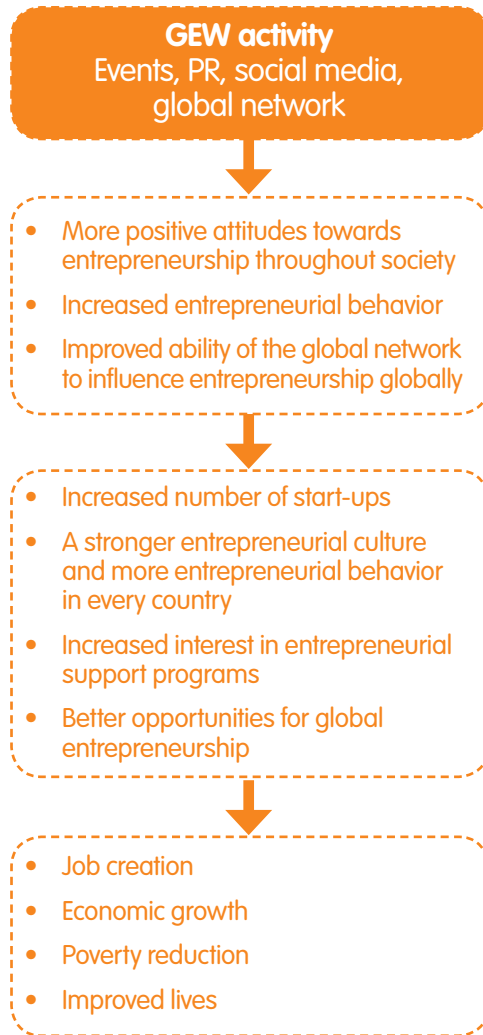 GEW activity
Events, PR, social media,
global network
• More positive attitudes towards
entrepreneurship throughout society
• Increased entrepreneurial behavior
• Improved ability of the global network
to influence entrepreneurship globally
• Increased number of start-ups
• A stronger entrepreneurial culture
and more entrepreneurial behavior
in every country
• Increased interest in entrepreneurial
support programs
• Better opportunities for global
entrepreneurship
• Job creation
• Economic growth
• Poverty reduction
• Improved lives